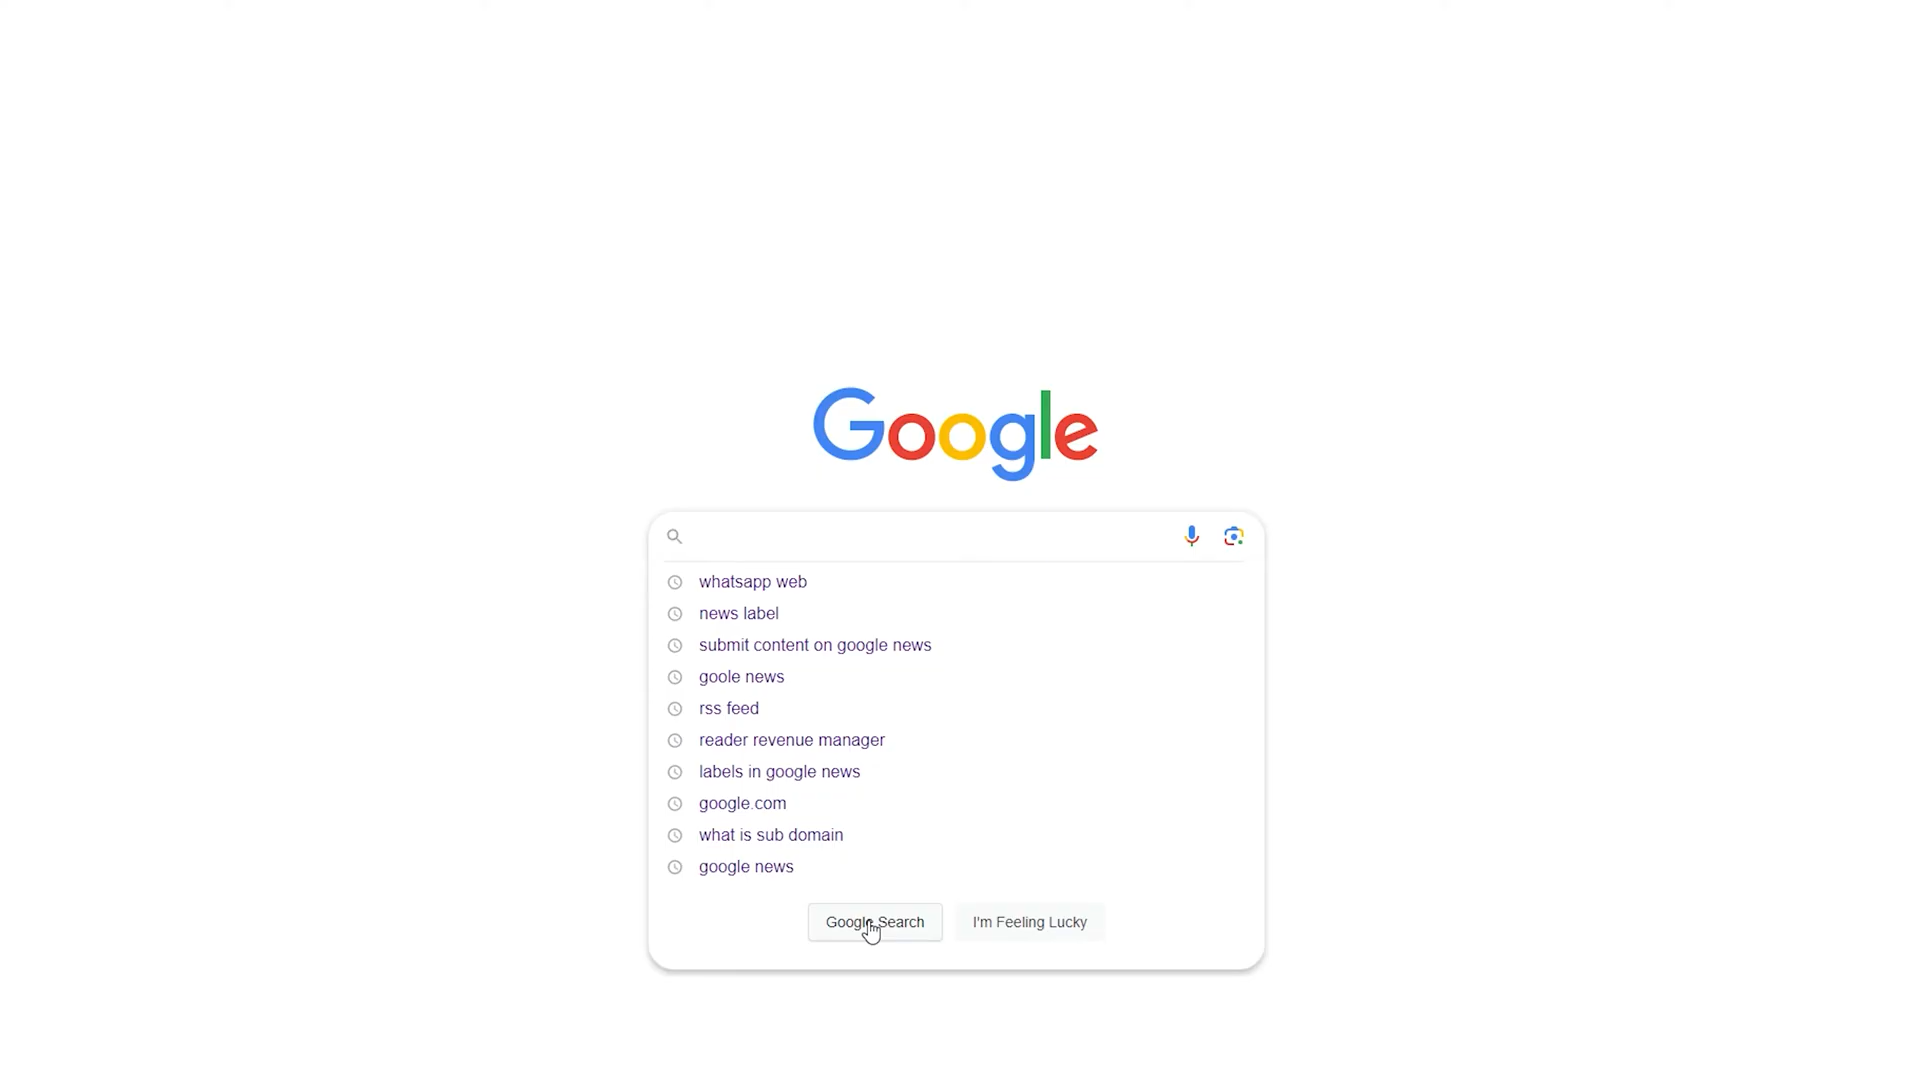 Google
whatsapp web
news label
submit content on google news
goole news
rss feed
reader revenue manager
labels in google news
google.com
what is sub domain
google news
Google Search
I'm Feeling Lucky